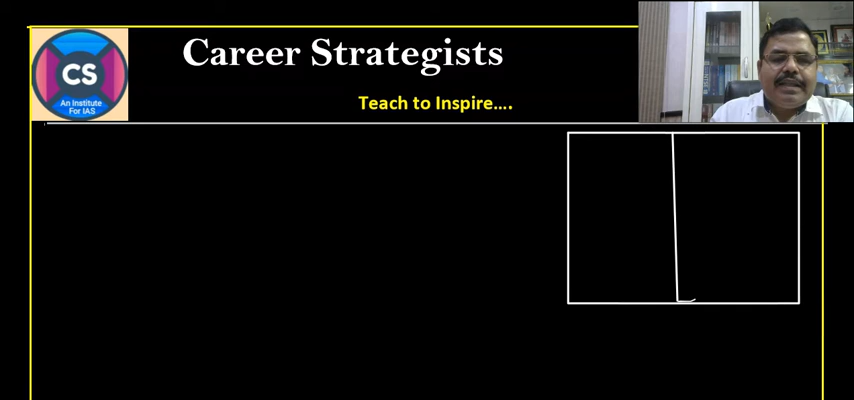 Career Strategists
Teach to Inspire....
CS
An Institute
For IAS